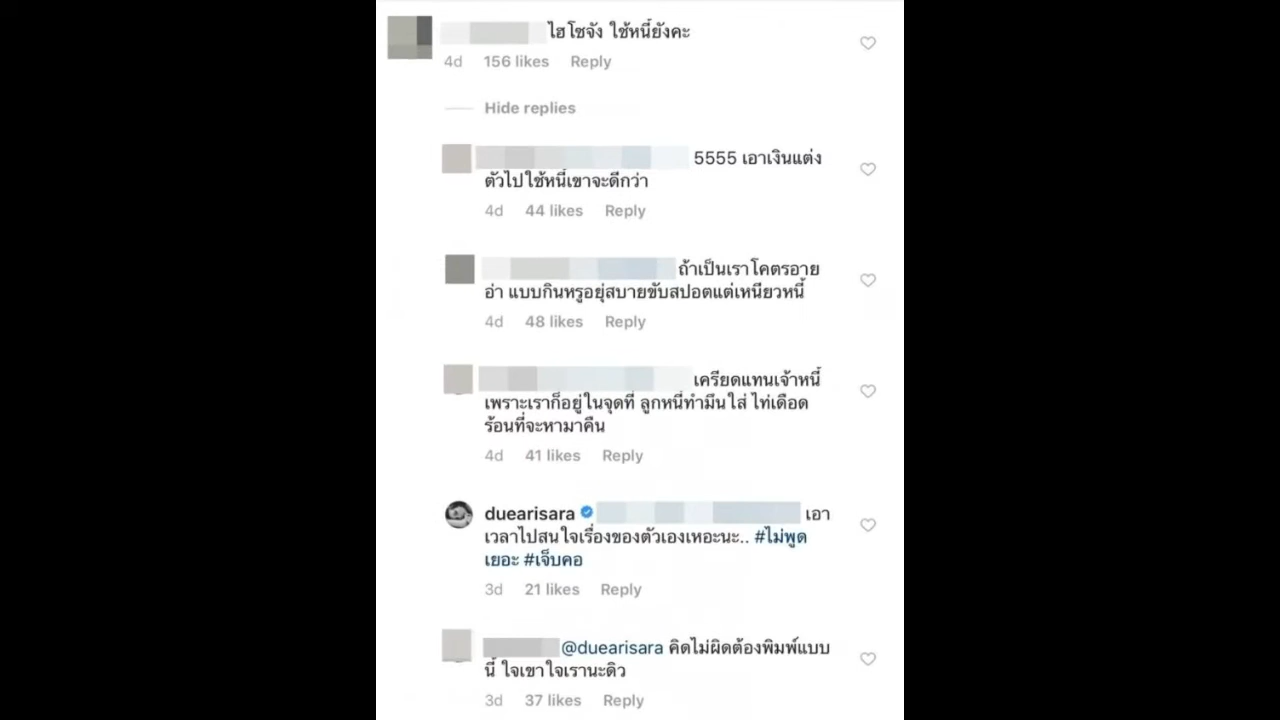 ไฮโซจัง ใช้หนี้ยังคะ
4d 156 likes Reply
Hide replies
5555 เอาเงินแต่ง
ตัวไปใช้หนี้เขาจะดีกว่า
4d 44 likes Reply
ถ้าเป็นเราโคตรอาย
อ่า แบบกินหรูอยุ่สบายขับสปอตแต่เหนียวหนี้
4d 48 likes Reply
เครียดแทนเจ้าหนี้
เพราะเราก็อยู่ในจุดที่ ลูกหนี่ทำมึนใส่ ไท่เดือด
ร้อนที่จะหามาคืน
4d 41 likes Reply
duearisara เอา
เวลาไปสนใจเรื่องของตัวเองเหอะนะ.. #ไม่พูด
เยอะ #เจ็บคอ
3d 21 likes Reply
@duearisara คิดไม่ผิดต้องพิมพ์แบบ
นี้ ใจเขาใจเรานะดิว
3d 37 likes Reply